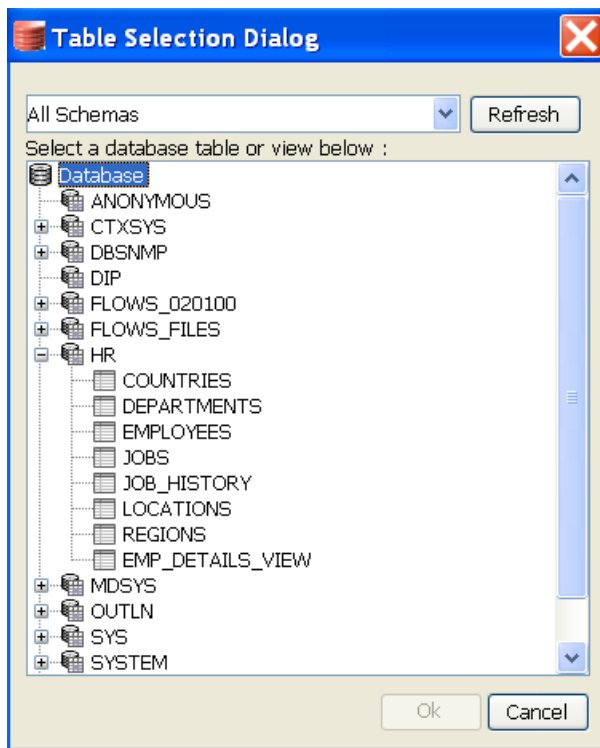 Table Selection Dialog
All Schemas
Refresh
Select a database table or view below :
Database
ANONYMOUS
CTXSYS
DBSNMP
DIP
FLOWS_020100
FLOWS_FILES
HR
COUNTRIES
DEPARTMENTS
EMPLOYEES
JOBS
JOB_HISTORY
LOCATIONS
REGIONS
EMP_DETAILS_VIEW
MDSYS
OUTLN
SYS
SYSTEM
Ok Cancel